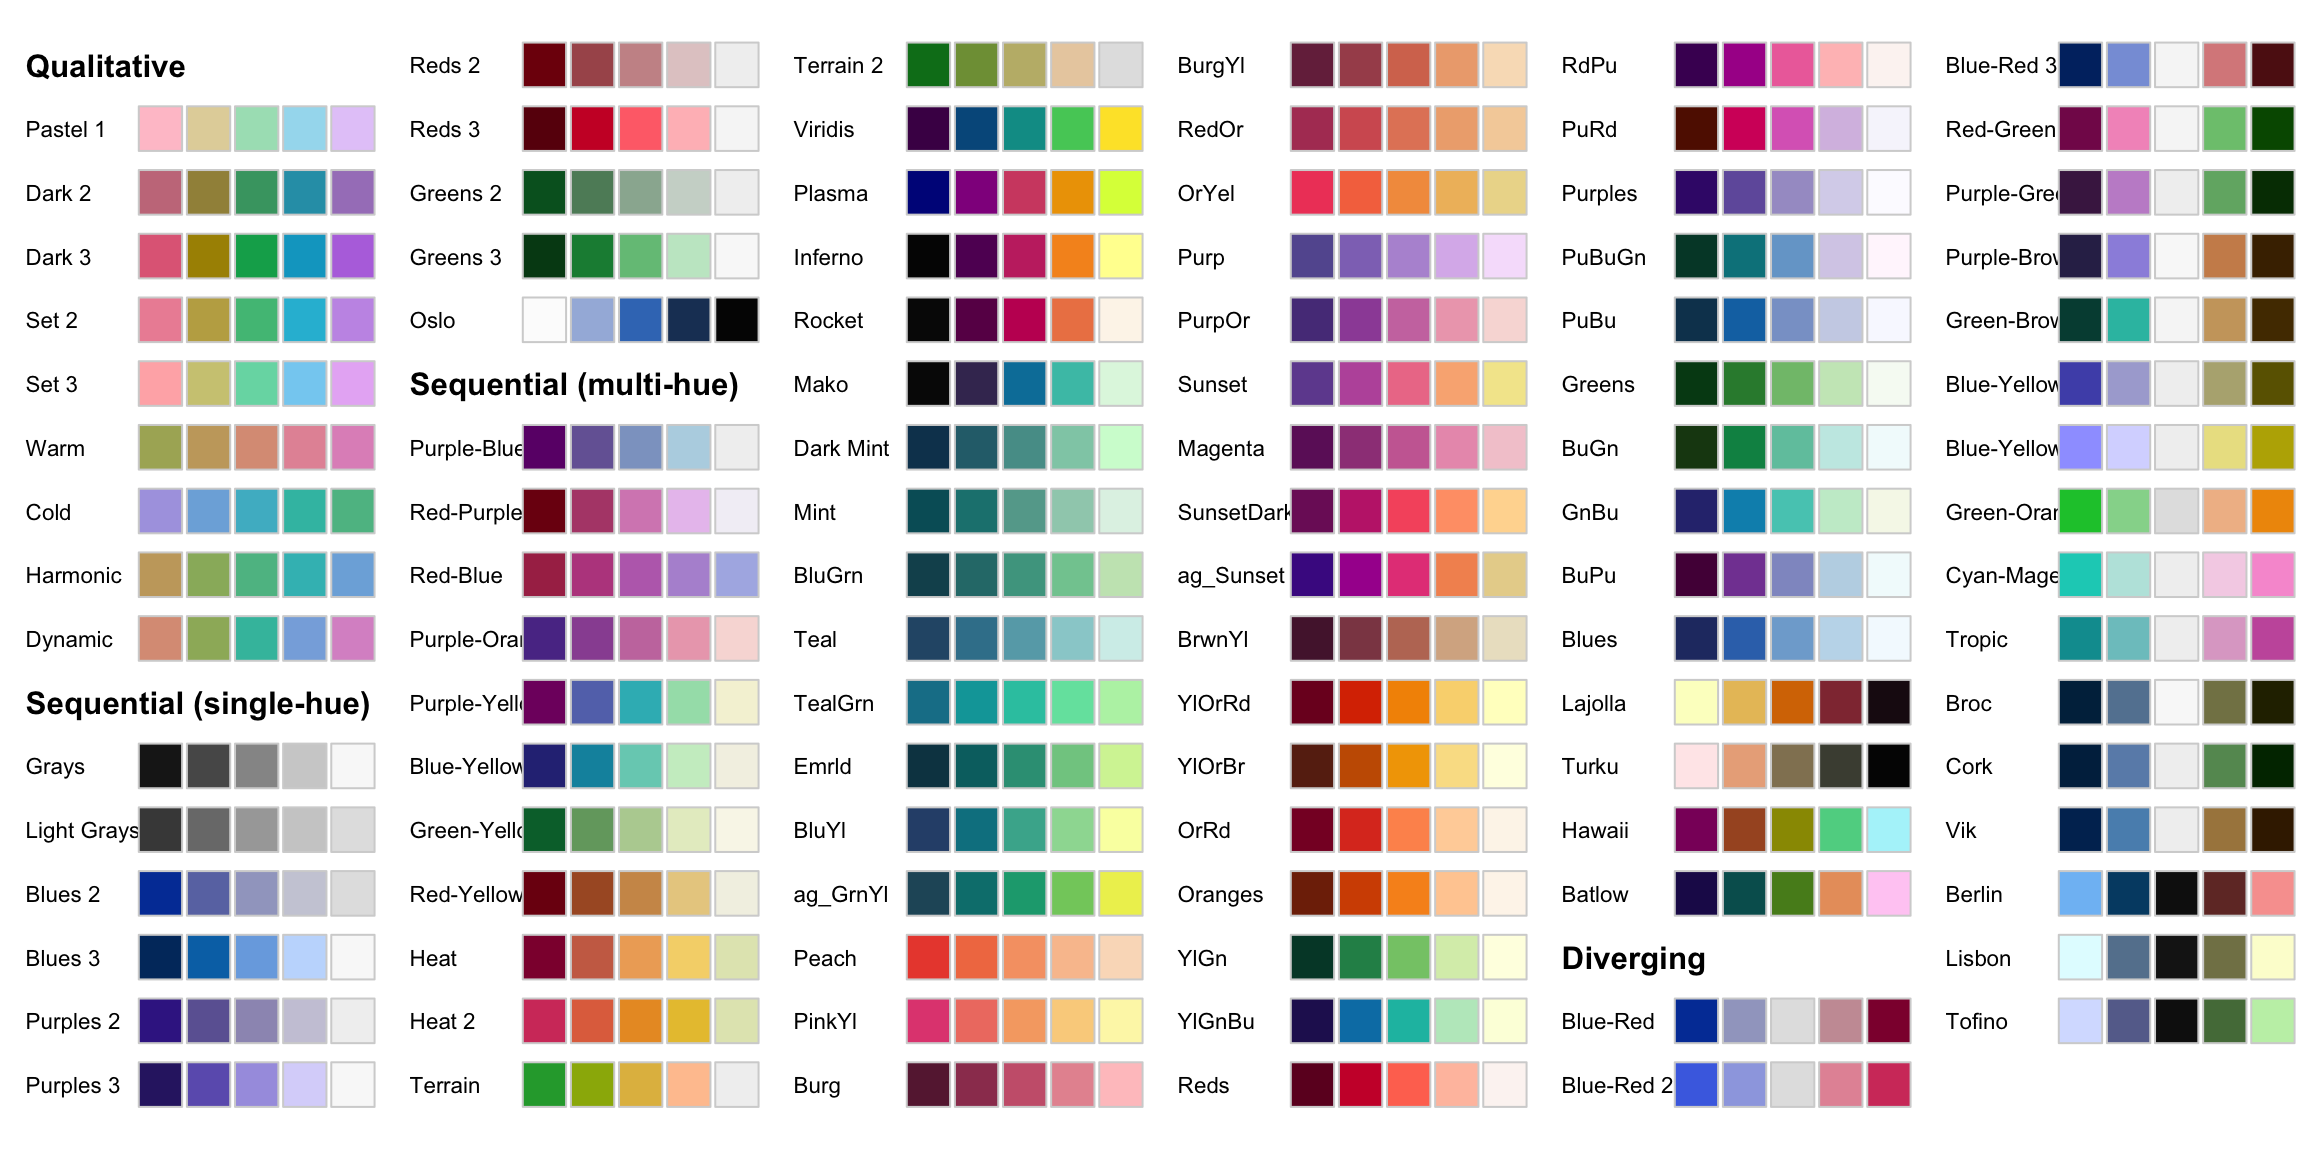 Qualitative
Pastel 1
Dark 2
Dark 3
Set 2
Set 3
Warm
Cold
Harmonic
Dynamic
Sequential (single-hue)
Grays
Light Grays
Blues 2
Blues 3
Purples 2
Purples 3
Reds 2
Reds 3
Greens 2
Greens 3
Oslo
Sequential (multi-hue)
Purple-Blue
Red-Purple
Red-Blue
Purple-Oran
Purple-Yello
Blue-Yellow
Green-Yello
Red-Yellow
Heat
Heat 2
Terrain
Terrain 2
Viridis
Plasma
Inferno
Rocket
Mako
Dark Mint
Mint
BluGrn
Teal
TealGrn
Emrld
BluYl
ag_GrnYl
Peach
PinkYl
Burg
BurgYl
RedOr
OrYel
Purp
PurpOr
Sunset
Magenta
SunsetDark
ag_Sunset
BrwnYl
YlOrRd
YlOrBr
OrRd
Oranges
YlGn
YlGnBu
Reds
RdPu
PuRd
Purples
PuBuGn
PuBu
Greens
BuGn
GnBu
BuPu
Blues
Lajolla
Turku
Hawaii
Batlow
Diverging
Blue-Red
Blue-Red 2
Blue-Red 3
Red-Green
Purple-Gree
Purple-Brow
Green-Brow
Blue-Yellow
Blue-Yellow
Green-Oran
Cyan-Mage
Tropic
Broc
Cork
Vik
Berlin
Lisbon
Tofino